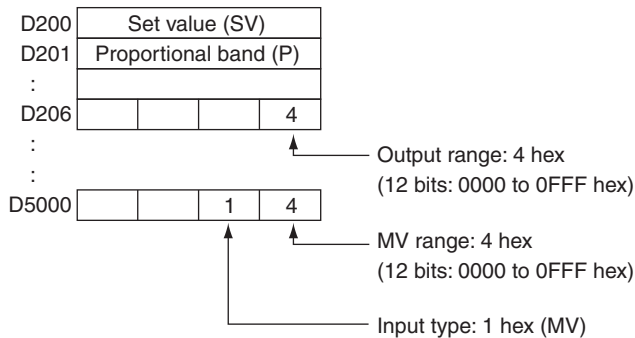 D200 Set value (SV)
D201 Proportional band (P)
:
D206 4
:
Output range: 4 hex
:
(12 bits: 0000 to 0FFF hex)
D5000 1 4
MV range: 4 hex
(12 bits: 0000 to 0FFF hex)
Input type: 1 hex (MV)